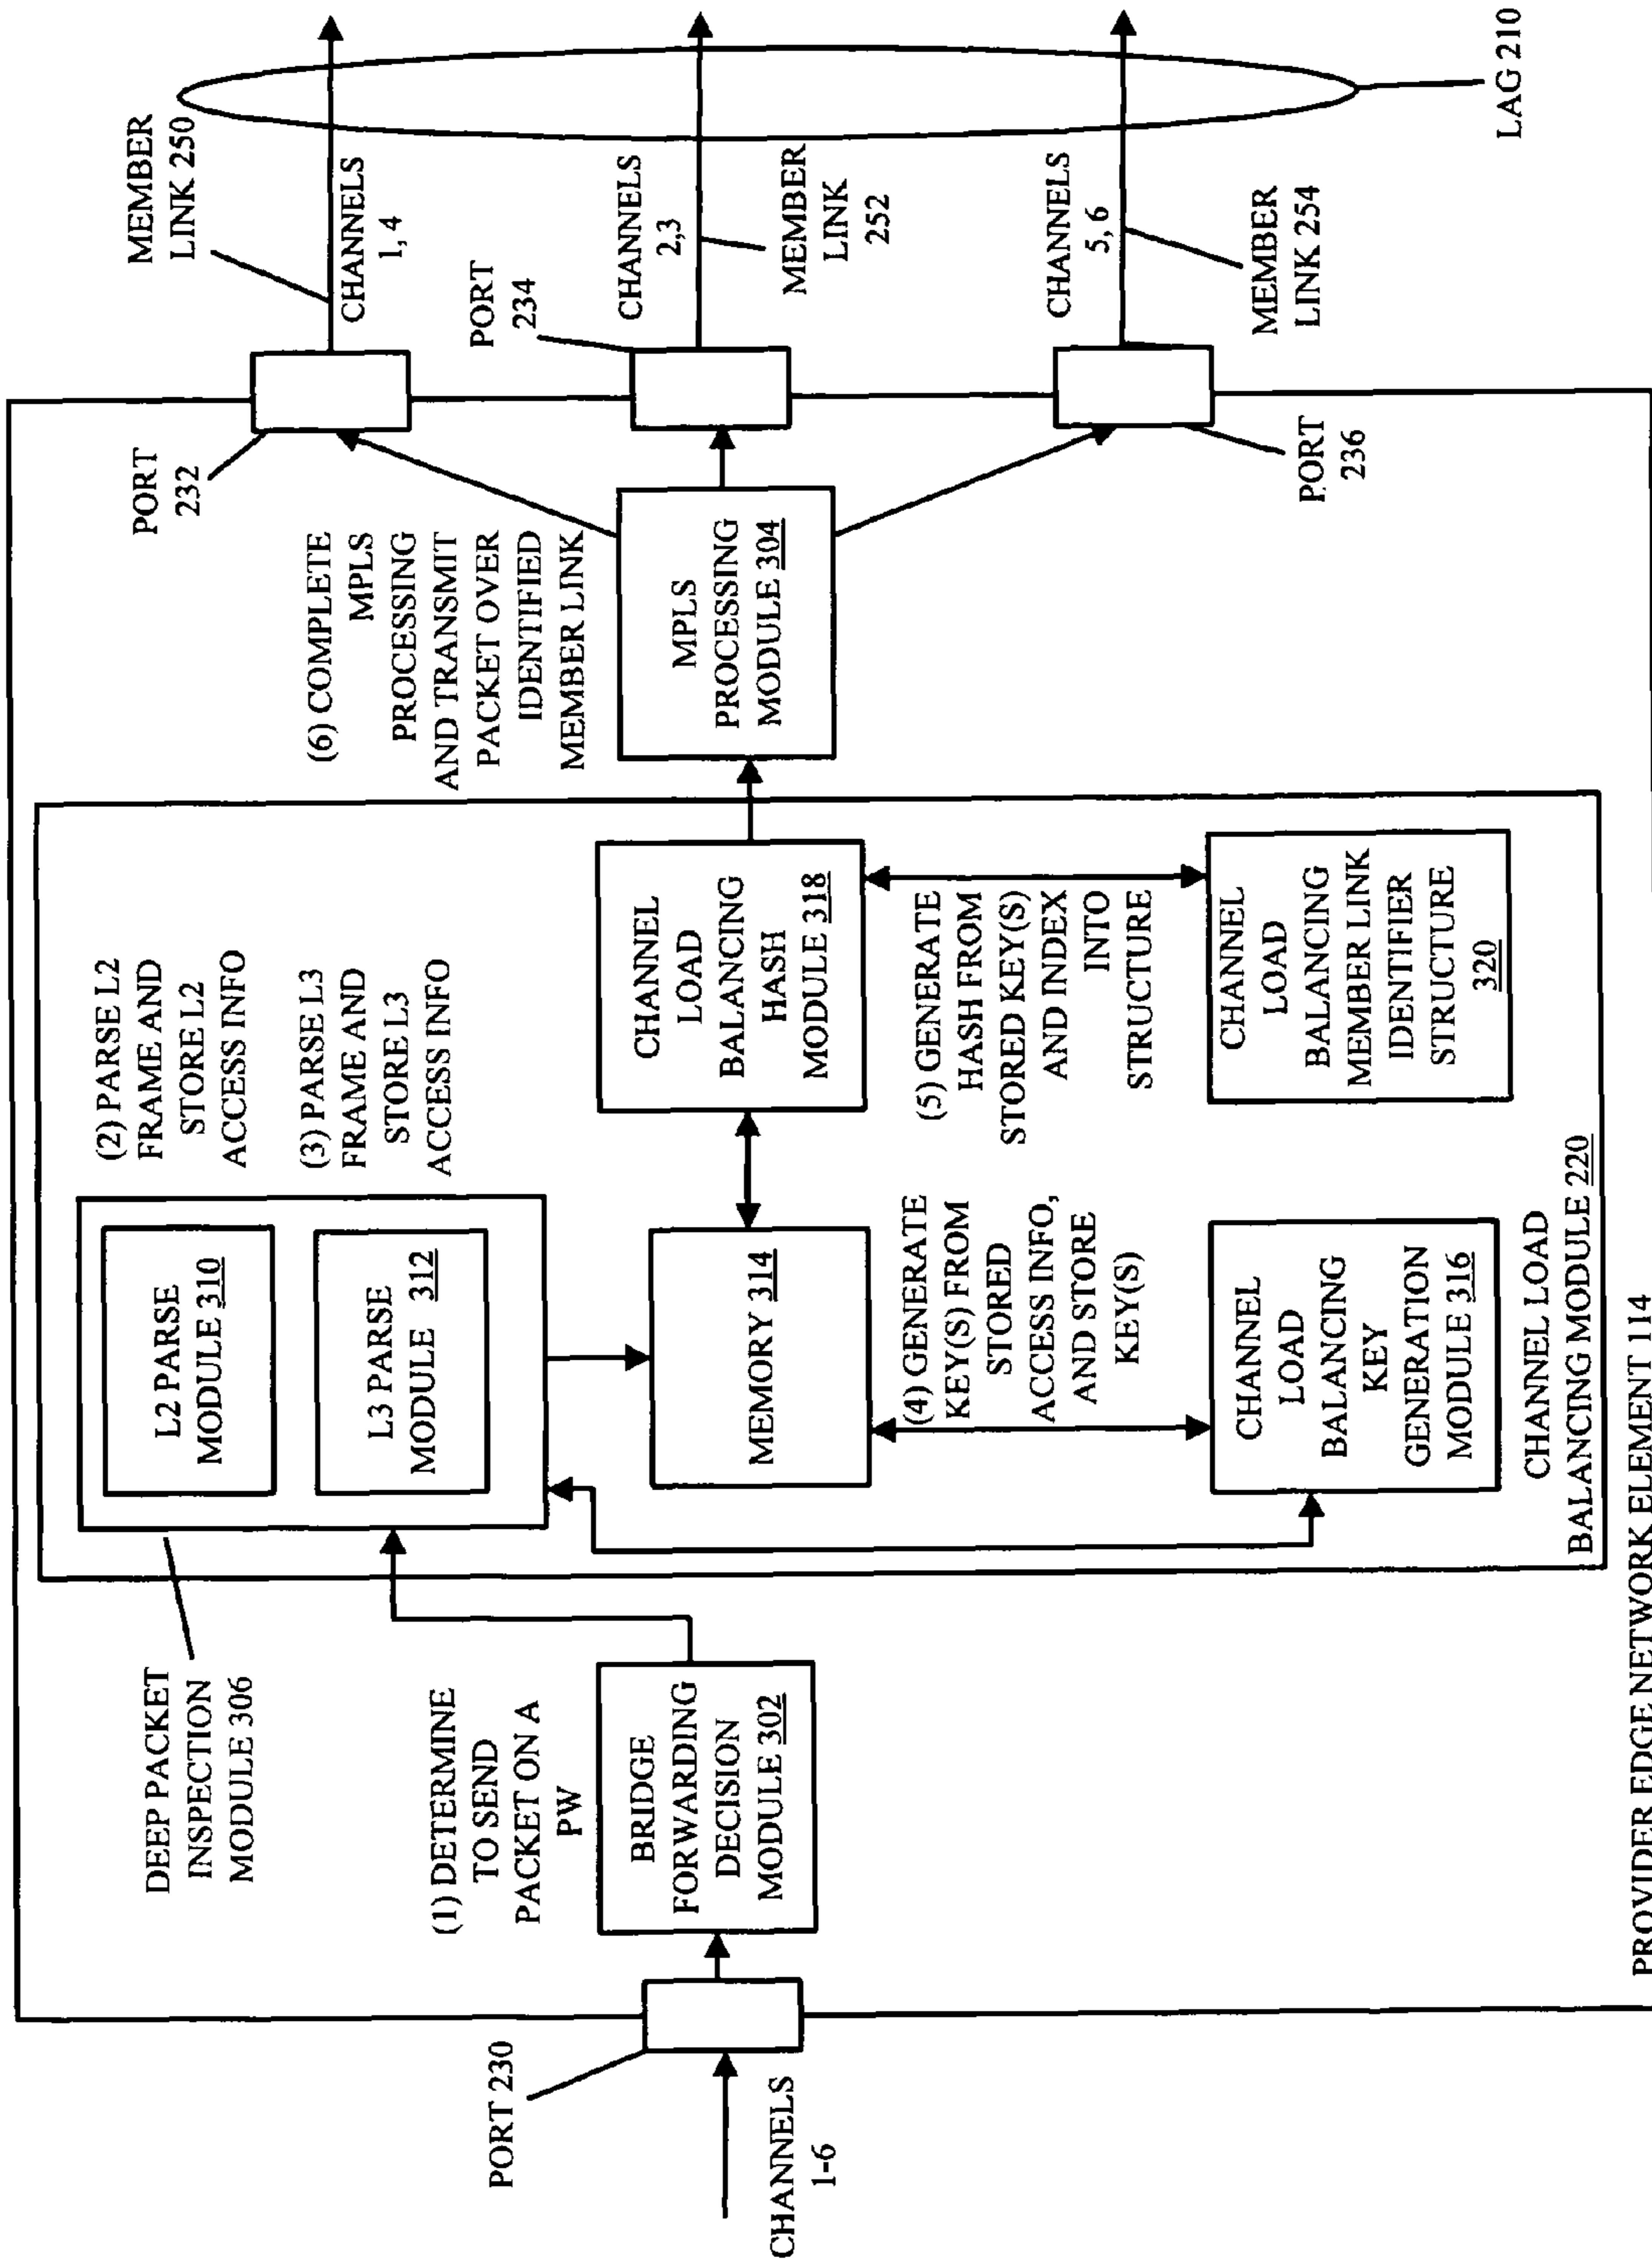 CHANNELS
1-6
PORT 230
(1) DETERMINE
TO SEND
PACKET ON A
PW
BRIDGE
FORWARDING
DECISION
MODULE 302
DEEP PACKET
INSPECTION
MODULE 306
L2 PARSE
MODULE 310
L3 PARSE
MODULE 312
(2) PARSE L2
FRAME AND
STORE L2
ACCESS INFO
(3) PARSE L3
FRAME AND
STORE L3
ACCESS INFO
MEMORY 314
(4) GENERATE
KEY(S) FROM
STORED
ACCESS INFO,
AND STORE
KEY(S)
CHANNEL
LOAD
BALANCING
KEY
GENERATION
MODULE 316
CHANNEL
LOAD
BALANCING
HASH
MODULE 318
(5) GENERATE
HASH FROM
STORED KEY(S)
AND INDEX
INTO
STRUCTURE
CHANNEL
LOAD
BALANCING
MEMBER LINK
IDENTIFIER
STRUCTURE
320
CHANNEL LOAD
BALANCING MODULE 220
(6) COMPLETE
MPLS
PROCESSING
AND TRANSMIT
PACKET OVER
IDENTIFIED
MEMBER LINK
MPLS
PROCESSING
MODULE 304
PORT
232
PORT
234
PORT
236
MEMBER
LINK 250
CHANNELS
1, 4
CHANNELS
2,3
MEMBER
LINK
252
CHANNELS
5, 6
MEMBER
LINK 254
LAG 210
PROVIDER EDGE NETWORK ELEMENT 114